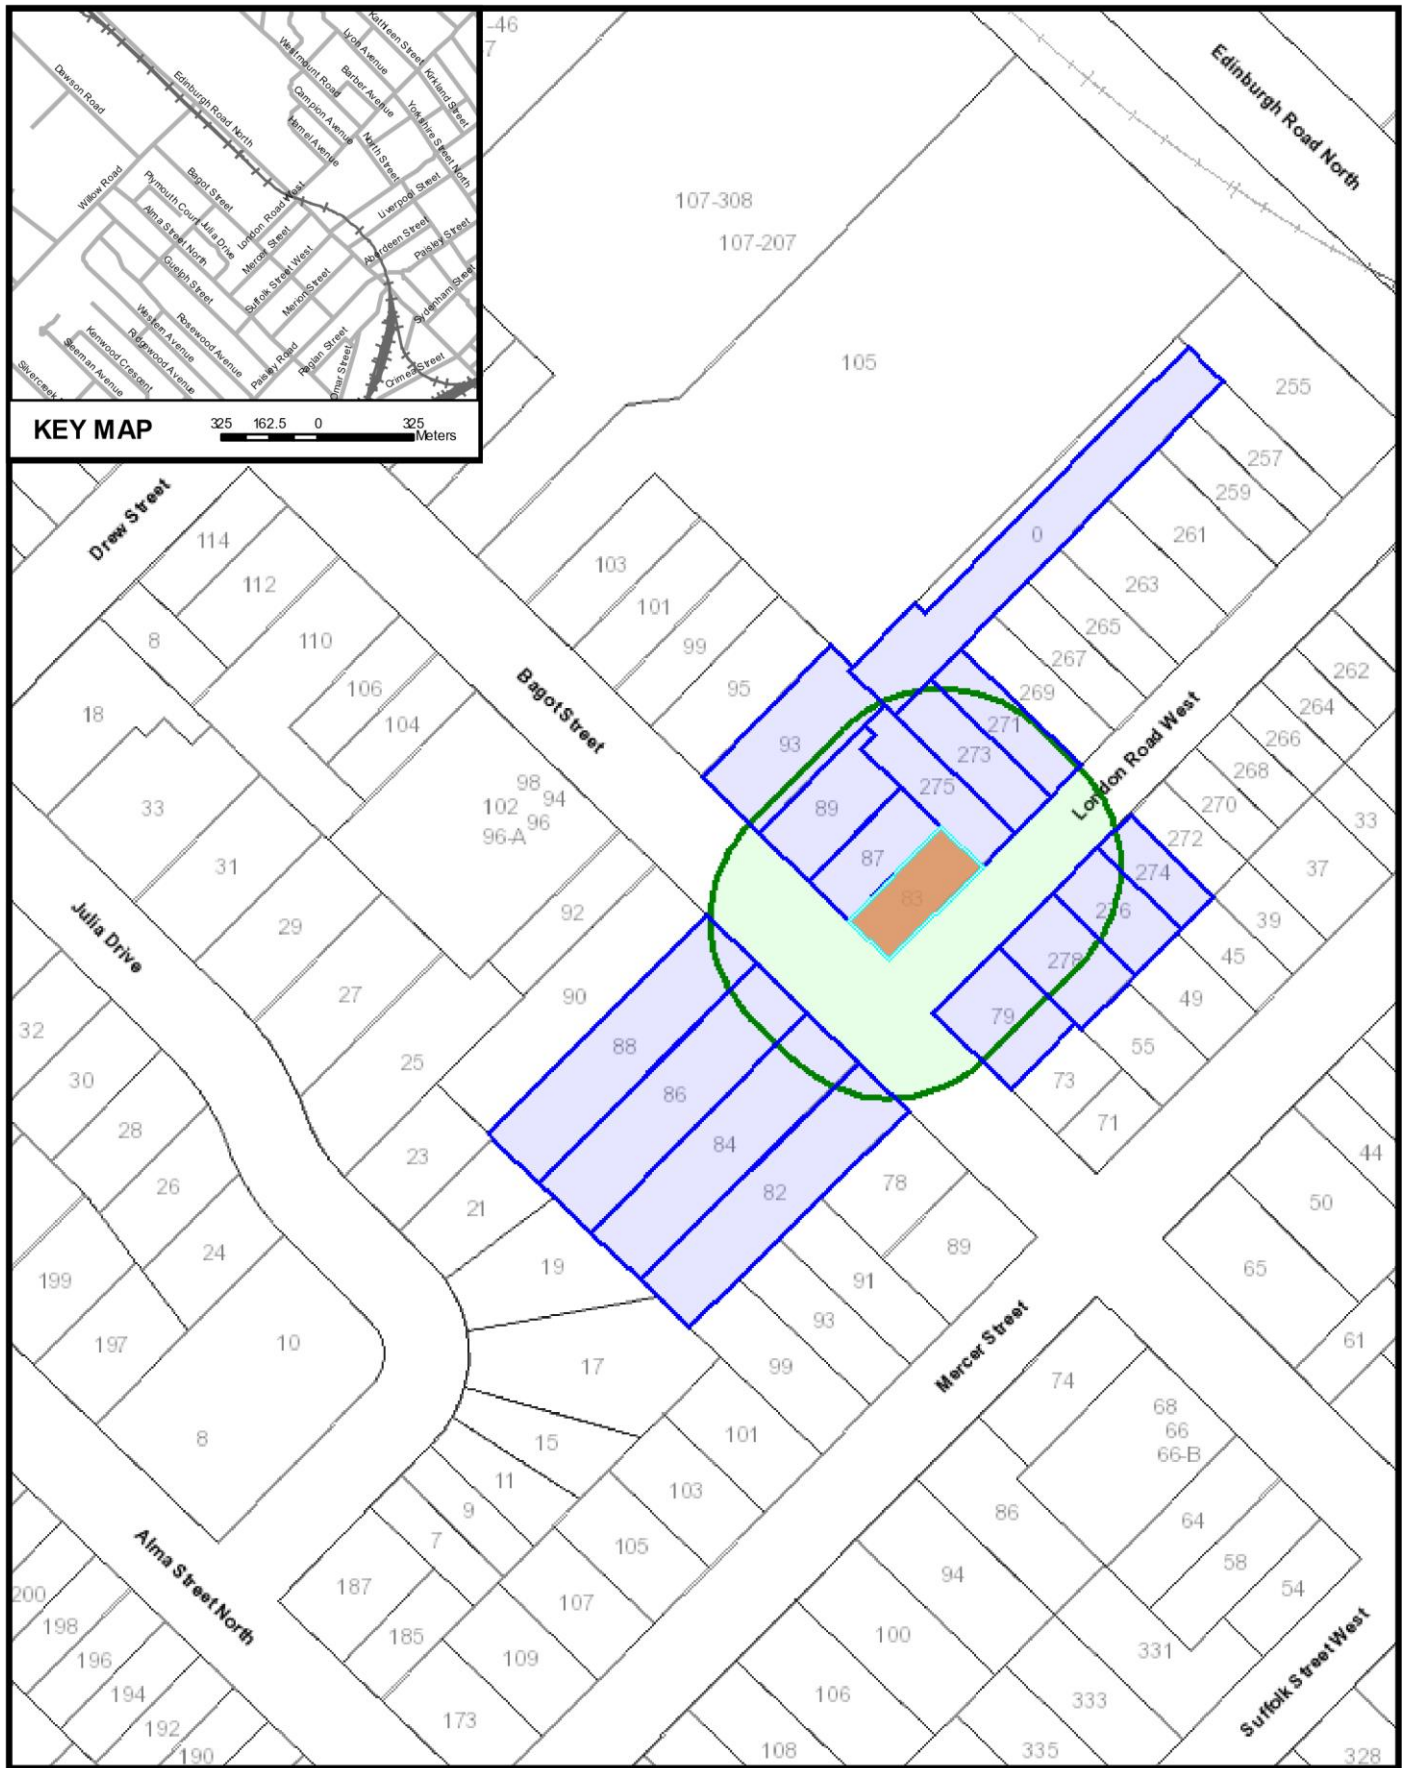 -46
7
Kathleen Street
Lyon Avenue
Westmount Road
Barber Avenue
Kirkland Street
Edinburgh Road North
Dawson Road
Campion Avenue
Yorkshire Street North
Hamel Avenue
North Street
Willow Road
Bagot Street
Plymouth Court
Julia Drive
London Road West
Liverpool Street
Alma Street North
Mercer Street
Aberdeen Street
Paisley Street
Guelph Street
Suffolk Street West
Merion Street
Sydenham Street
Western Avenue
Rosewood Avenue
Kenwood Crescent
Ridgewood Avenue
Paisley Road
Raglan Street
Omar Street
Crimea Street
Sleeman Avenue
Silvercreek
KEY MAP
325 162.5 0 325
Meters
Edinburgh Road North
107-308
107-207
105
255
257
259
261
0
263
265
267
269
271
273
275
Drew Street
114
112
110
8
106
104
18
103
101
99
95
93
89
87
83
Bagot Street
London Road West
262
264
266
268
270
272
274
276
278
79
33
37
39
45
49
55
73
71
98
94
102
96
96-A
33
31
29
27
25
92
90
88
86
84
82
Julia Drive
32
30
28
26
24
23
21
19
17
15
11
9
7
199
197
10
8
78
89
91
93
99
101
103
105
107
109
Mercer Street
44
50
65
61
74
68
66
66-B
86
64
58
54
94
100
106
108
331
333
335
328
Suffolk Street West
Alma Street North
187
185
173
200
198
196
194
192
190